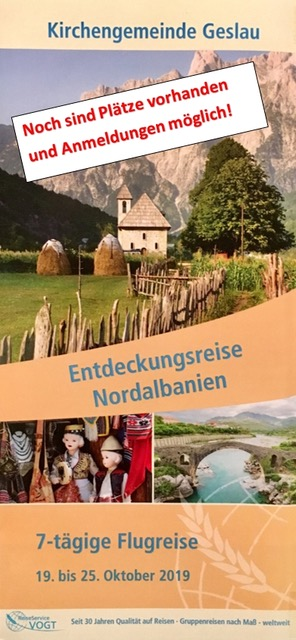 Kirchengemeinde Geslau
Noch sind Plätze vorhanden
und Anmeldungen möglich!
Entdeckungsreise
Nordalbanien
7-tägige Flugreise
19. bis 25. Oktober 2019
ReiseService
VOGT
Seit 30 Jahren Qualität auf Reisen · Gruppenreisen nach Maß - weltweit